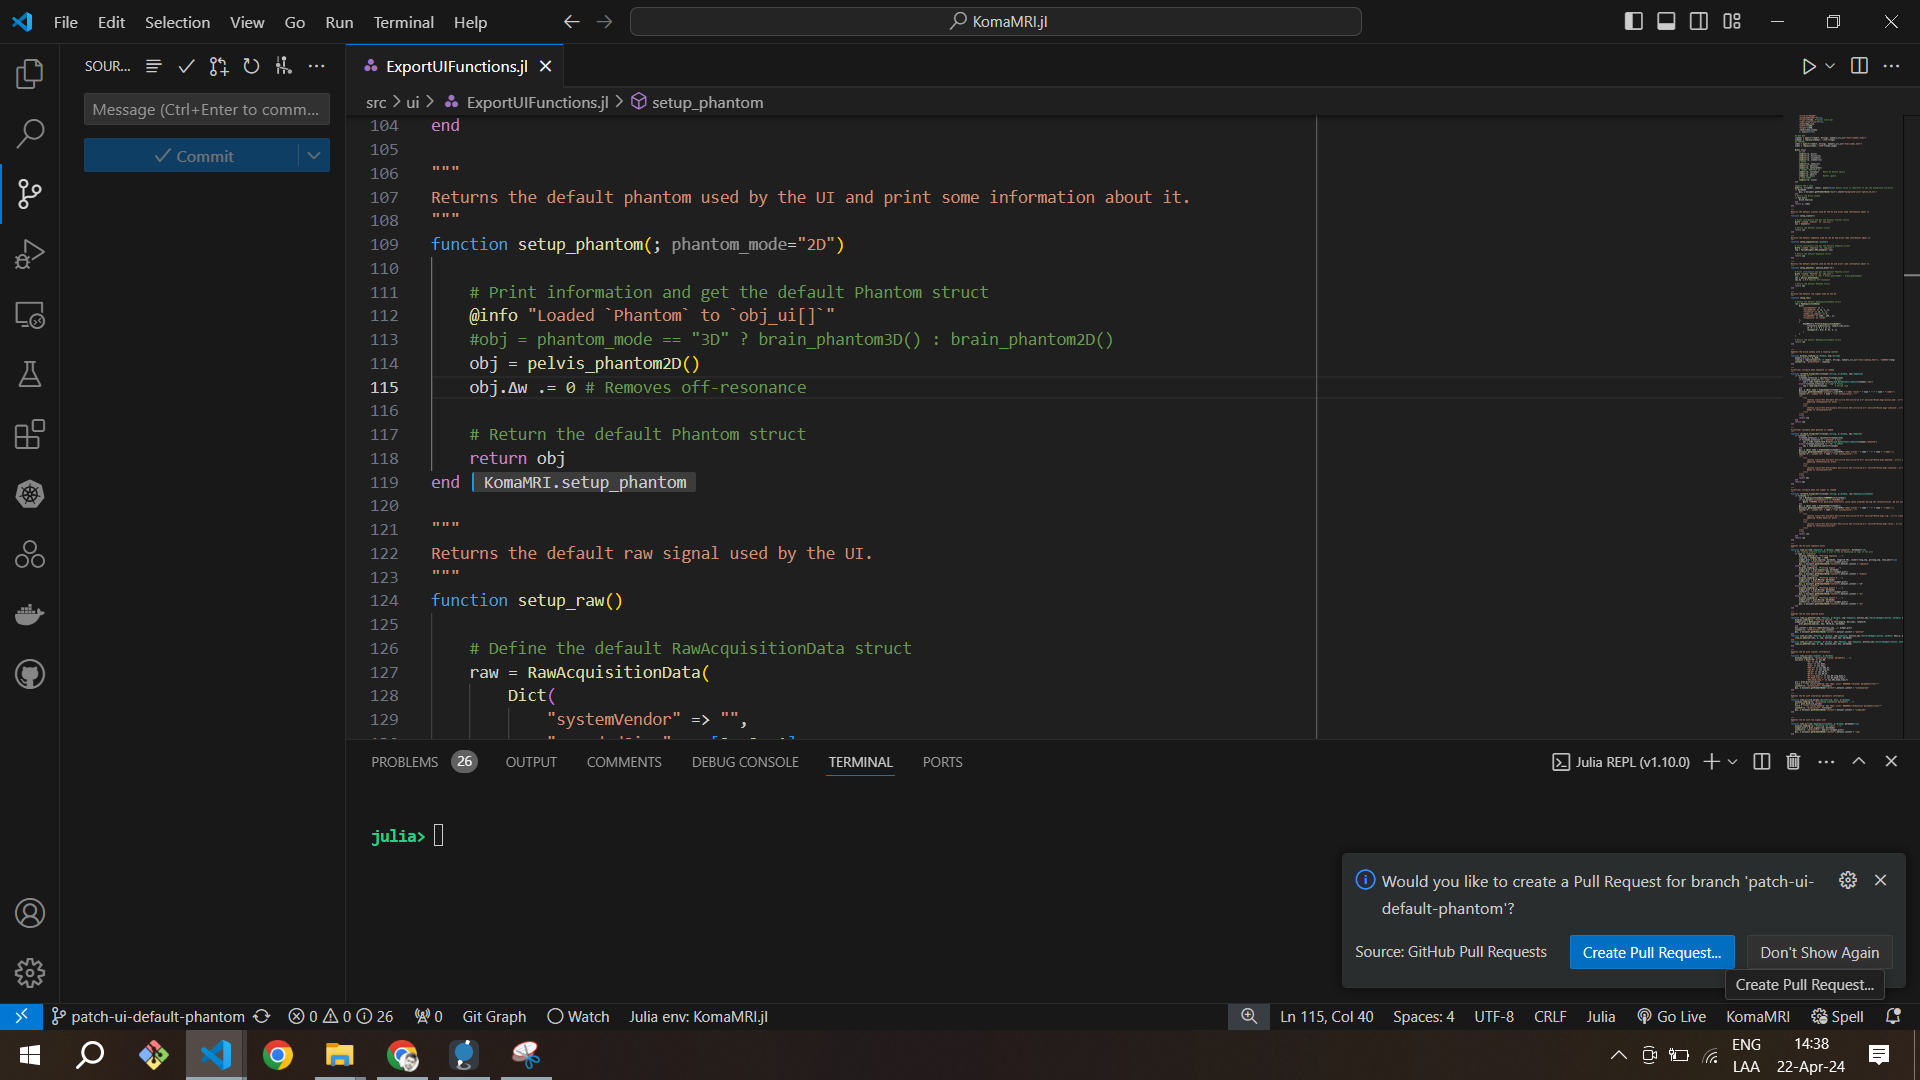 File Edit Selection View Go Run Terminal Help
KomaMRI.jl
SOUR...
ExportUIFunctions.jl
Message (Ctrl+Enter to comm...
src > ui > ExportUIFunctions.jl > setup_phantom
Commit
104 end
105
106 """
107 Returns the default phantom used by the UI and print some information about it.
108 """
109 function setup_phantom(; phantom_mode="2D")
110
111 # Print information and get the default Phantom struct
112 @info "Loaded `Phantom` to `obj_ui[]`"
113 #obj = phantom_mode == "3D" ? brain_phantom3D() : brain_phantom2D()
114 obj = pelvis_phantom2D()
115 obj.Δw .= 0 # Removes off-resonance
116
117 # Return the default Phantom struct
118 return obj
119 end KomaMRI.setup_phantom
120
121 """
122 Returns the default raw signal used by the UI.
123 """
124 function setup_raw()
125
126 # Define the default RawAcquisitionData struct
127 raw = RawAcquisitionData(
128 Dict(
129 "systemVendor" => "",
PROBLEMS 26 OUTPUT COMMENTS DEBUG CONSOLE TERMINAL PORTS
Julia REPL (v1.10.0)
julia>
Would you like to create a Pull Request for branch 'patch-ui-
default-phantom'?
Source: GitHub Pull Requests
Create Pull Request...
Don't Show Again
Create Pull Request...
patch-ui-default-phantom 0 0 26 0 Git Graph Watch Julia env: KomaMRI.jl
Ln 115, Col 40 Spaces: 4 UTF-8 CRLF Julia Go Live KomaMRI Spell
ENG
LAA
14:38
22-Apr-24